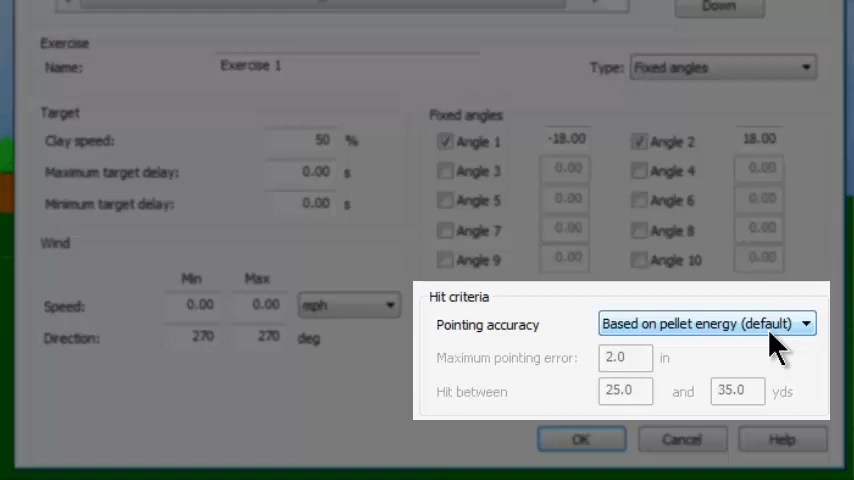 Down
Exercise
Name: Exercise 1 Type: Fixed angles
Target
Clay speed: 50 %
Maximum target delay: 0.00 s
Minimum target delay: 0.00 s
Fixed angles
Angle 1 -18.00 Angle 2 18.00
Angle 3 0.00 Angle 4 0.00
Angle 5 0.00 Angle 6 0.00
Angle 7 0.00 Angle 8 0.00
Angle 9 0.00 Angle 10 0.00
Wind
Min Max
Speed: 0.00 0.00 mph
Direction: 270 270 deg
Hit criteria
Pointing accuracy Based on pellet energy (default)
Maximum pointing error: 2.0 in
Hit between 25.0 and 35.0 yds
OK Cancel Help